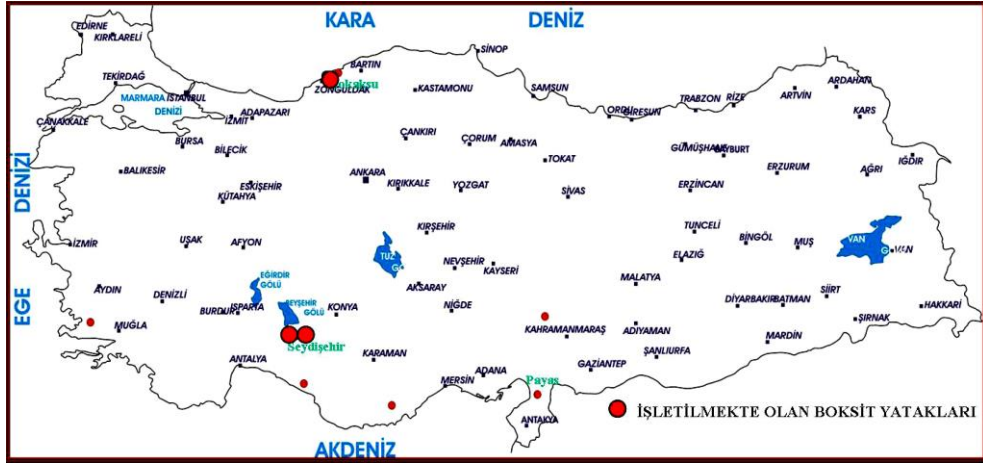 KARA DENİZ
EDİRNE
KIRKLARELİ
SİNOP
BARTIN
TEKİRDAĞ
ZONGULDAK
KASTAMONU
SAMSUN
ARDAHAN
MARMARA
DENİZİ
İSTANBUL
ARTVİN
RİZE
TRABZON
ORDU
GİRESUN
KARS
ÇANAKKALE
İZMİT
ADAPAZARI
ÇANKIRI
ÇORUM
AMASYA
BURSA
BİLECİK
GÜMÜŞHANE
BAYBURT
TOKAT
IĞDIR
EGE DENİZİ
BALIKESİR
ESKİŞEHİR
ANKARA
KIRIKKALE
YOZGAT
SİVAS
ERZİNCAN
ERZURUM
AĞRI
KÜTAHYA
KIRŞEHİR
TUNCELİ
İZMİR
UŞAK
AFYON
TUZ
GÖ
NEVŞEHİR
KAYSERİ
ELAZIĞ
BİNGÖL
MUŞ
VAN
G
VAN
EĞİRDİR
GÖLÜ
AKSARAY
MALATYA
AYDIN
DENİZLİ
BURDUR
ISPARTA
BEYŞEHİR
GÖLÜ
KONYA
NİĞDE
DİYARBAKIR
BATMAN
SİİRT
HAKKARİ
MUĞLA
Seydişehir
KAHRAMANMARAŞ
ADIYAMAN
MARDİN
ŞIRNAK
ANTALYA
KARAMAN
MERSİN
ADANA
GAZİANTEP
ŞANLIURFA
Payas
ANTAKYA
İŞLETİLMEKTE OLAN BOKSİT YATAKLARI
AKDENİZ